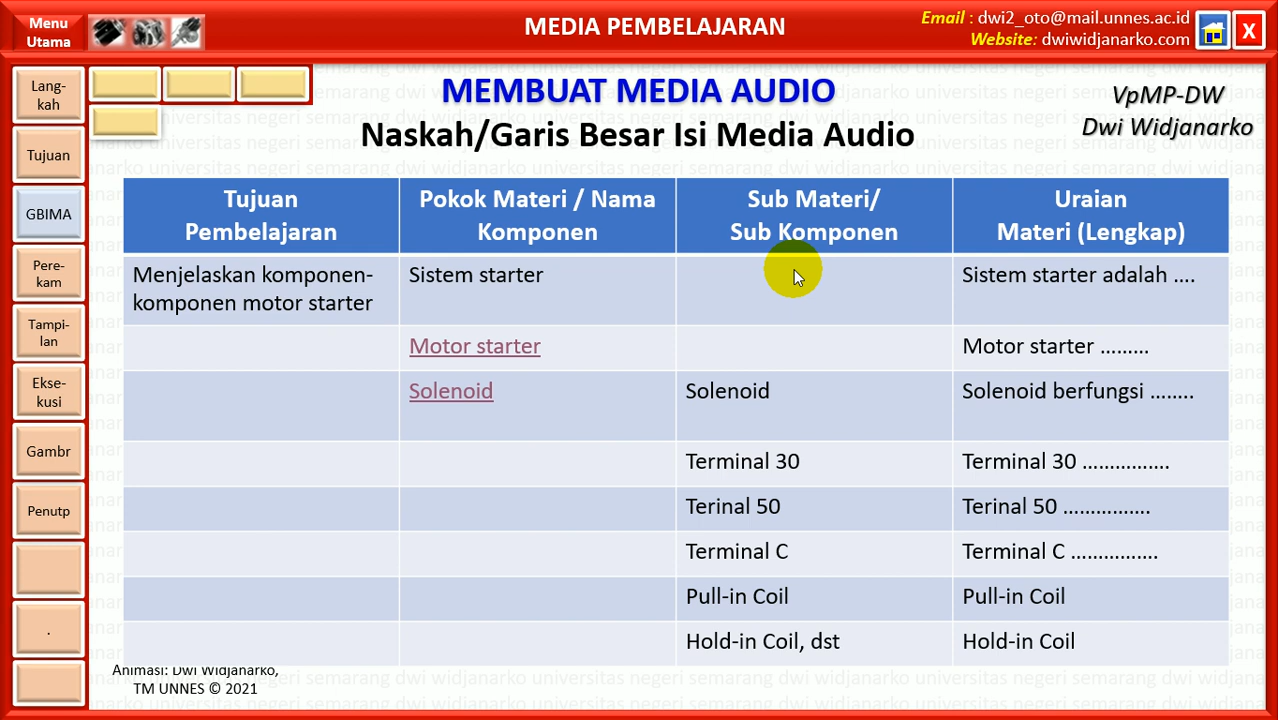 Menu
Utama
MEDIA PEMBELAJARAN
Email : dwi2_oto@mail.unnes.ac.id
Website: dwiwidjanarko.com
X
Lang-
kah
Tujuan
GBIMA
Pere-
kam
Tampi-
lan
Ekse-
kusi
Gambr
Penutp
.
MEMBUAT MEDIA AUDIO
Naskah/Garis Besar Isi Media Audio
VpMP-DW
Dwi Widjanarko
Tujuan
Pembelajaran
Pokok Materi / Nama
Komponen
Sub Materi/
Sub Komponen
Uraian
Materi (Lengkap)
Menjelaskan komponen-
komponen motor starter
Sistem starter
Sistem starter adalah ....
Motor starter
Motor starter .........
Solenoid
Solenoid
Solenoid berfungsi ........
Terminal 30
Terminal 30 ...............
Terinal 50
Terinal 50 ...............
Terminal C
Terminal C ...............
Pull-in Coil
Pull-in Coil
Hold-in Coil, dst
Hold-in Coil
Animasi: Dwi Widjanarko,
TM UNNES © 2021